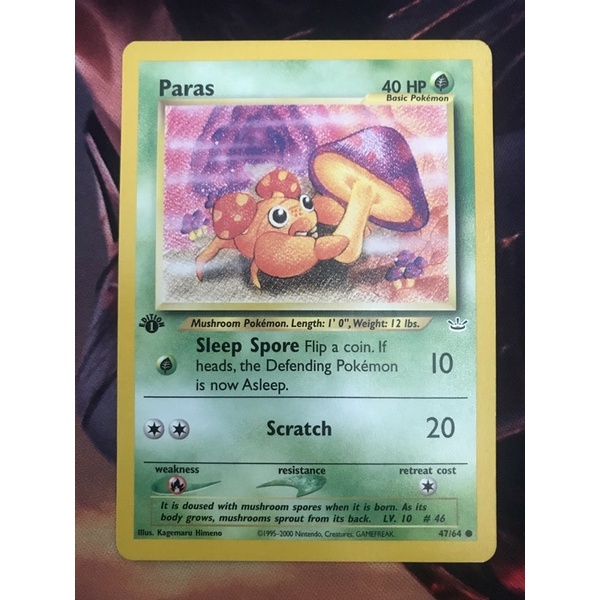 Paras
40 HP
Basic Pokémon
EDITION
1
Mushroom Pokémon. Length: 1' 0", Weight: 12 lbs.
Sleep Spore Flip a coin. If
heads, the Defending Pokémon
is now Asleep.
10
Scratch
20
weakness
resistance
retreat cost
It is doused with mushroom spores when it is born. As its
body grows, mushrooms sprout from its back. LV. 10 # 46
Illus. Kagemaru Himeno
©1995-2000 Nintendo, Creatures, GAMEFREAK.
47/64